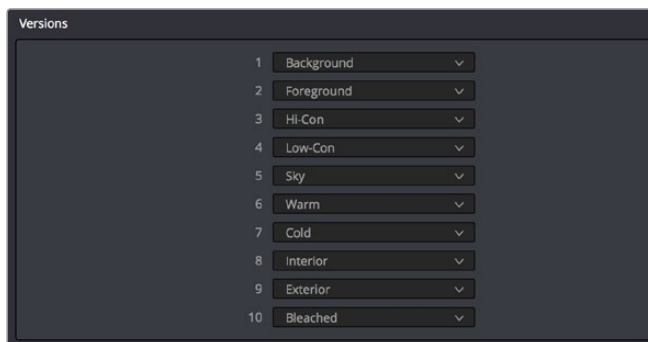 Versions
1 Background
2 Foreground
3 Hi-Con
4 Low-Con
5 Sky
6 Warm
7 Cold
8 Interior
9 Exterior
10 Bleached